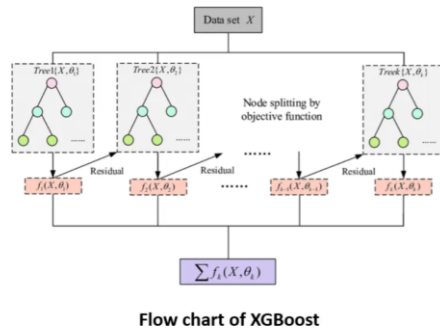 Data set X
Tree1{X,θ₁}
Tree2{X,θ₂}
Treek{X,θₖ}
Node splitting by
objective function
......
......
......
......
Residual
Residual
Residual
f₁(X,θ₁)
f₂(X,θ₂)
......
fₖ₋₁(X,θₖ₋₁)
fₖ(X,θₖ)
∑ fₖ(X,θₖ)
Flow chart of XGBoost